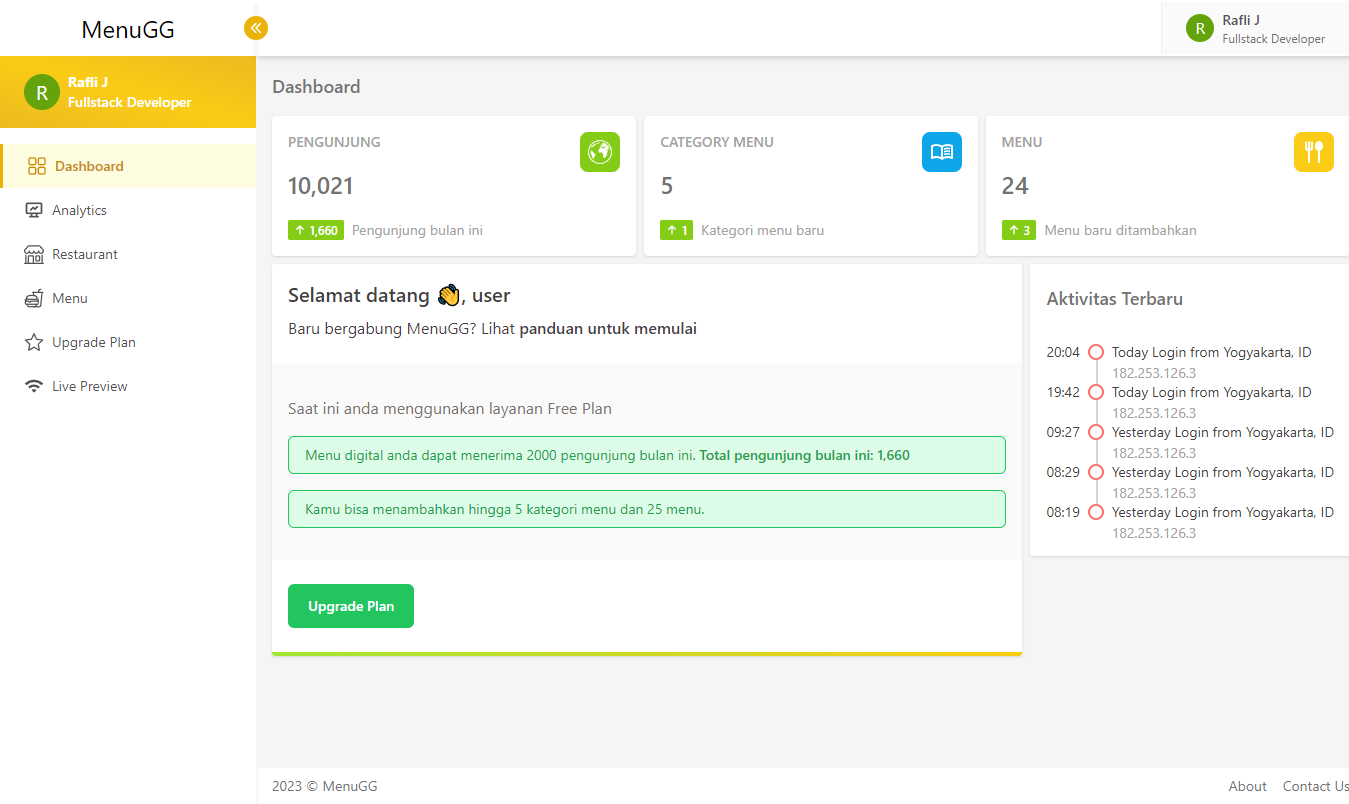 MenuGG
R
Rafli J
Fullstack Developer
R
Rafli J
Fullstack Developer
Dashboard
Analytics
Restaurant
Menu
Upgrade Plan
Live Preview
Dashboard
PENGUNJUNG
10,021
↑ 1,660 Pengunjung bulan ini
CATEGORY MENU
5
↑ 1 Kategori menu baru
MENU
24
↑ 3 Menu baru ditambahkan
Selamat datang 👋, user
Baru bergabung MenuGG? Lihat panduan untuk memulai
Saat ini anda menggunakan layanan Free Plan
Menu digital anda dapat menerima 2000 pengunjung bulan ini. Total pengunjung bulan ini: 1,660
Kamu bisa menambahkan hingga 5 kategori menu dan 25 menu.
Upgrade Plan
Aktivitas Terbaru
20:04 Today Login from Yogyakarta, ID
182.253.126.3
19:42 Today Login from Yogyakarta, ID
182.253.126.3
09:27 Yesterday Login from Yogyakarta, ID
182.253.126.3
08:29 Yesterday Login from Yogyakarta, ID
182.253.126.3
08:19 Yesterday Login from Yogyakarta, ID
182.253.126.3
2023 © MenuGG
About Contact Us